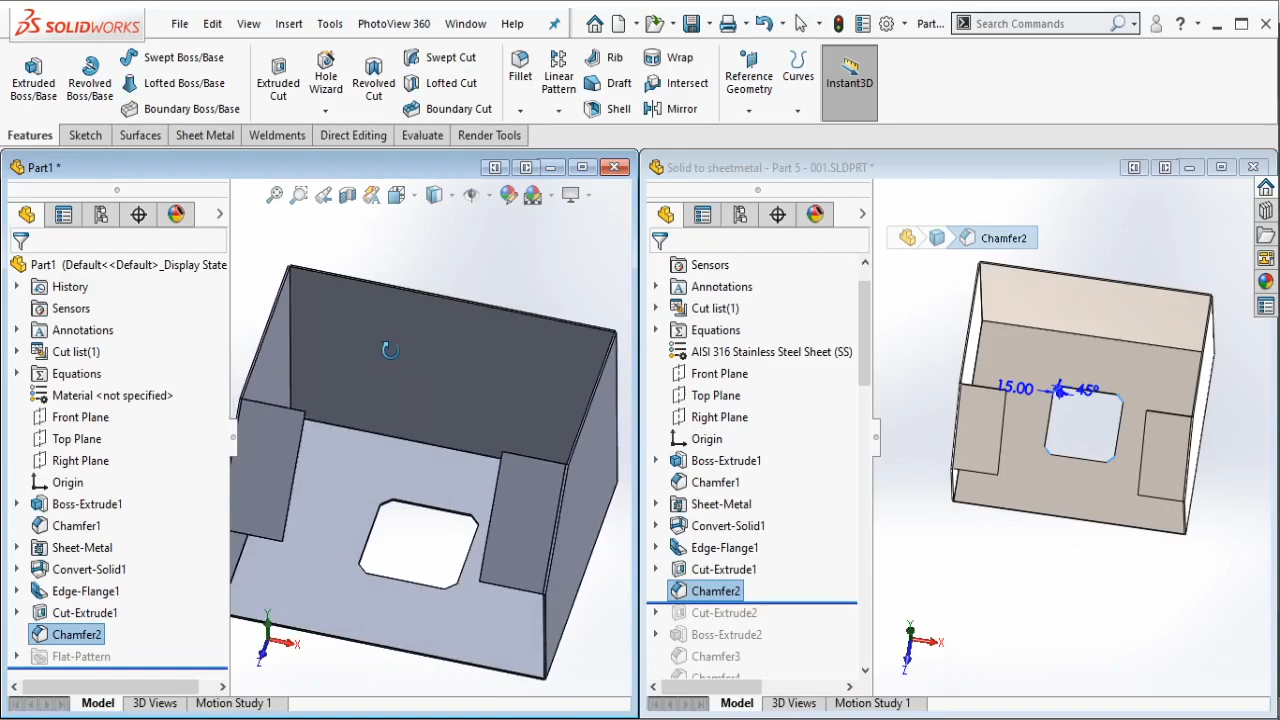 SOLIDWORKS File Edit View Insert Tools PhotoView 360 Window Help Part... Search Commands
Extruded Boss/Base
Revolved Boss/Base
Swept Boss/Base
Lofted Boss/Base
Boundary Boss/Base
Extruded Cut
Hole Wizard
Revolved Cut
Swept Cut
Lofted Cut
Boundary Cut
Fillet
Linear Pattern
Rib
Draft
Shell
Wrap
Intersect
Mirror
Reference Geometry
Curves
Instant3D
Features Sketch Surfaces Sheet Metal Weldments Direct Editing Evaluate Render Tools
Part1 *
Part1 (Default<<Default>_Display State
History
Sensors
Annotations
Cut list(1)
Equations
Material <not specified>
Front Plane
Top Plane
Right Plane
Origin
Boss-Extrude1
Chamfer1
Sheet-Metal
Convert-Solid1
Edge-Flange1
Cut-Extrude1
Chamfer2
Flat-Pattern
Y
X
Z
Model 3D Views Motion Study 1
Solid to sheetmetal - Part 5 - 001.SLDPRT *
Sensors
Annotations
Cut list(1)
Equations
AISI 316 Stainless Steel Sheet (SS)
Front Plane
Top Plane
Right Plane
Origin
Boss-Extrude1
Chamfer1
Sheet-Metal
Convert-Solid1
Edge-Flange1
Cut-Extrude1
Chamfer2
Cut-Extrude2
Boss-Extrude2
Chamfer3
Chamfer4
Chamfer2
15.00 45°
Y
X
Z
Model 3D Views Motion Study 1